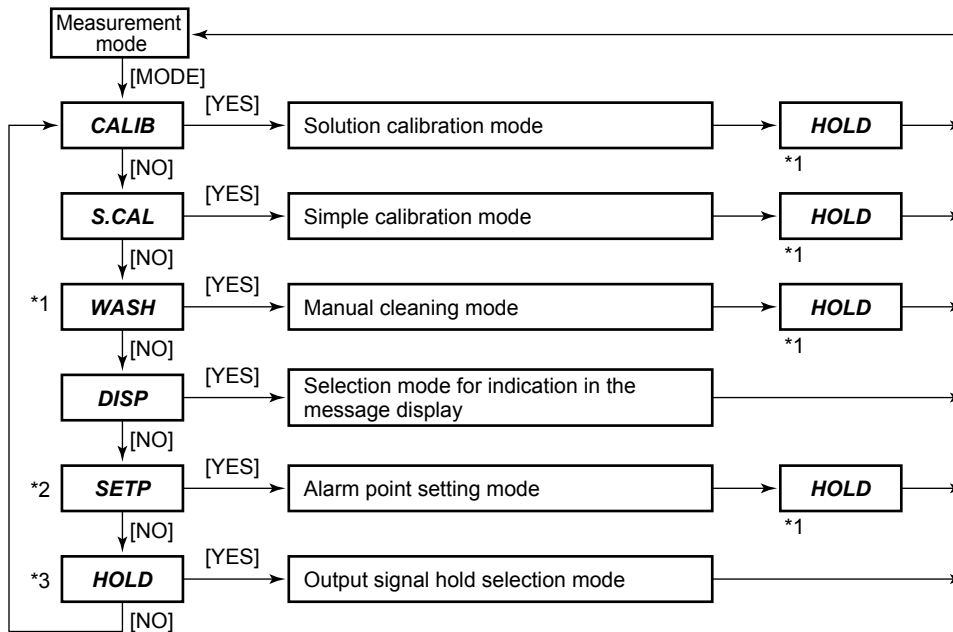 Measurement
mode
[MODE]
CALIB
[YES]
Solution calibration mode
HOLD
*1
[NO]
S.CAL
[YES]
Simple calibration mode
HOLD
*1
[NO]
*1
WASH
[YES]
Manual cleaning mode
HOLD
*1
[NO]
DISP
[YES]
Selection mode for indication in the
message display
[NO]
*2
SETP
[YES]
Alarm point setting mode
HOLD
*1
[NO]
*3
HOLD
[YES]
Output signal hold selection mode
[NO]